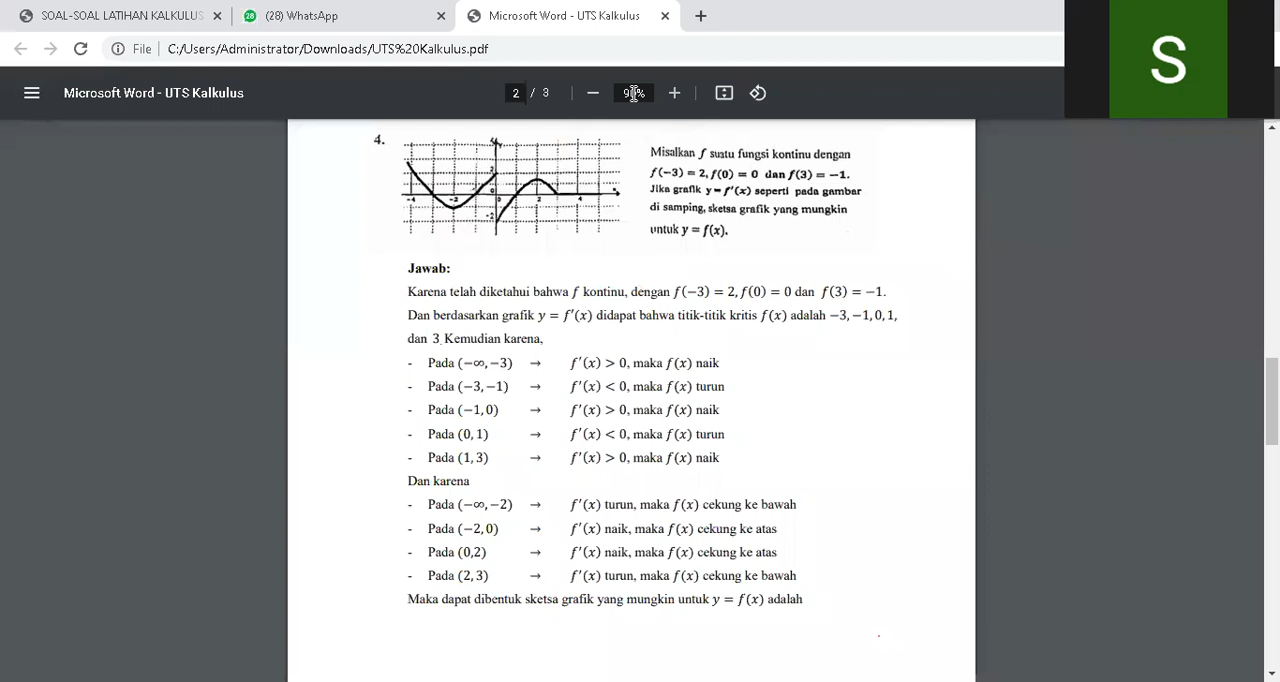 SOAL-SOAL LATIHAN KALKULUS
(28) WhatsApp
Microsoft Word - UTS Kalkulus
File
C:/Users/Administrator/Downloads/UTS%20Kalkulus.pdf
S
Microsoft Word - UTS Kalkulus
2 / 3
90%
4.
Misalkan f suatu fungsi kontinu dengan
f(−3) = 2, f(0) = 0 dan f(3) = −1.
Jika grafik y = f′(x) seperti pada gambar
di samping, sketsa grafik yang mungkin
untuk y = f(x).
-4 -2 0 2 4
Jawab:
Karena telah diketahui bahwa f kontinu, dengan f(−3) = 2, f(0) = 0 dan f(3) = −1.
Dan berdasarkan grafik y = f′(x) didapat bahwa titik-titik kritis f(x) adalah −3, −1, 0, 1,
dan 3. Kemudian karena,
- Pada (−∞, −3) → f′(x) > 0, maka f(x) naik
- Pada (−3, −1) → f′(x) < 0, maka f(x) turun
- Pada (−1, 0) → f′(x) > 0, maka f(x) naik
- Pada (0, 1) → f′(x) < 0, maka f(x) turun
- Pada (1, 3) → f′(x) > 0, maka f(x) naik
Dan karena
- Pada (−∞, −2) → f′(x) turun, maka f(x) cekung ke bawah
- Pada (−2, 0) → f′(x) naik, maka f(x) cekung ke atas
- Pada (0,2) → f′(x) naik, maka f(x) cekung ke atas
- Pada (2, 3) → f′(x) turun, maka f(x) cekung ke bawah
Maka dapat dibentuk sketsa grafik yang mungkin untuk y = f(x) adalah